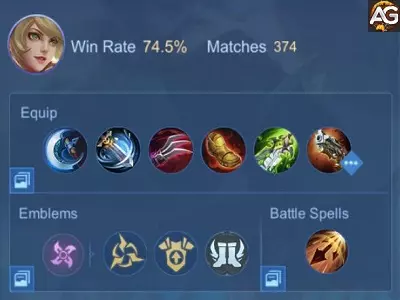 AG
Win Rate 74.5% Matches 374
Equip
Emblems
Battle Spells